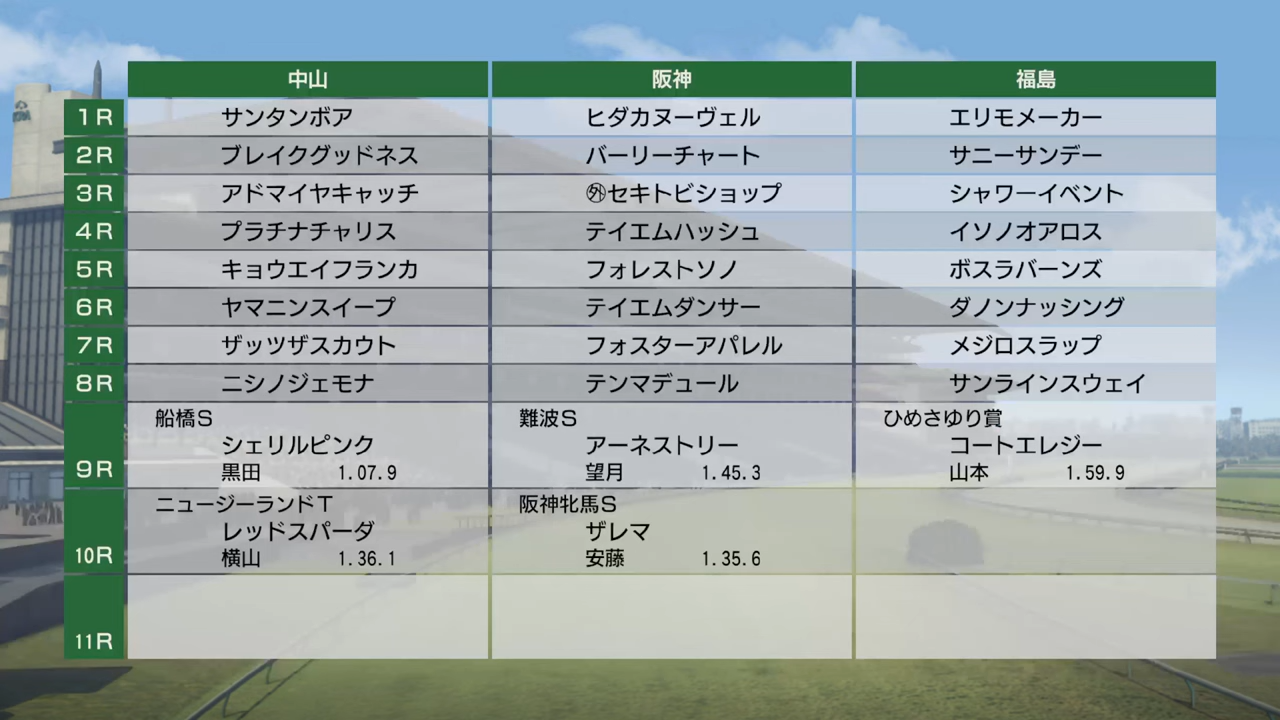 中山 阪神 福島
1R サンタンボア ヒダカヌーヴェル エリモメーカー
2R ブレイクグッドネス バーリーチャート サニーサンデー
3R アドマイヤキャッチ ㊕セキトビショップ シャワーイベント
4R プラチナチャリス テイエムハッシュ イソノオアロス
5R キョウエイフランカ フォレストソノ ボスラバーンズ
6R ヤマニンスイープ テイエムダンサー ダノンナッシング
7R ザッツザスカウト フォスターアパレル メジロスラップ
8R ニシノジェモナ テンマデュール サンラインスウェイ
船橋S 難波S ひめさゆり賞
シェリルピンク アーネストリー コートエレジー
9R 黒田 1.07.9 望月 1.45.3 山本 1.59.9
ニュージーランドT 阪神牝馬S
レッドスパーダ ザレマ
10R 横山 1.36.1 安藤 1.35.6
11R